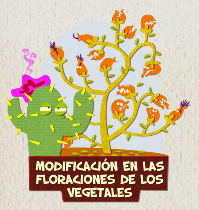 MODIFICACIÓN EN LAS
FLORACIONES DE LOS
VEGETALES